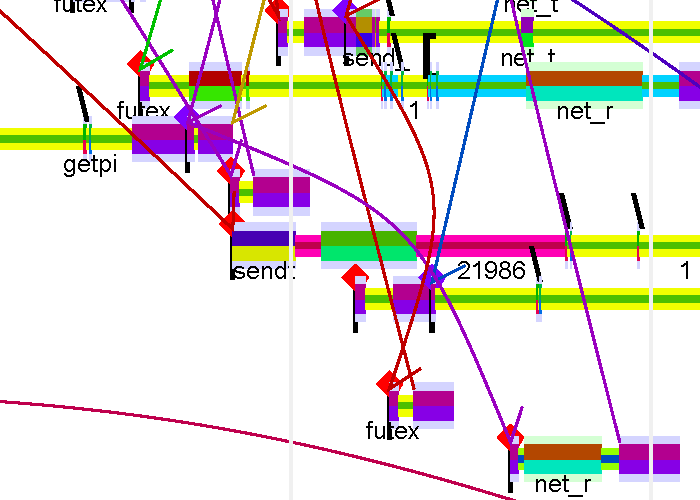 futex
net_t
send:
net_t
futex
1
net_r
getpi
send:
21986
1
futex
net_r